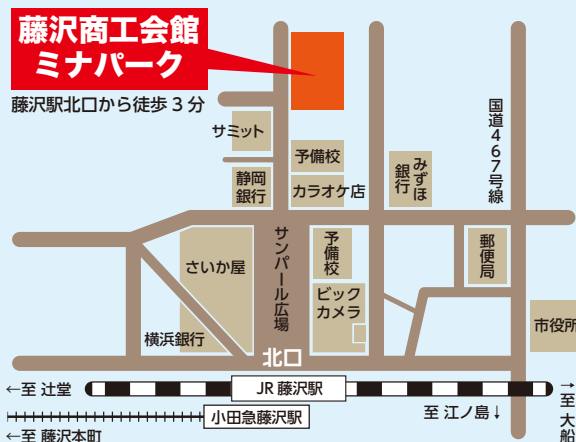 藤沢商工会館
ミナパーク
藤沢駅北口から徒歩3分
サミット
静岡
銀行
予備校
カラオケ店
みずほ
銀行
国道467号線
さいか屋
サンパール広場
予備校
ビック
カメラ
郵便局
市役所
横浜銀行
北口
←至 辻堂
JR 藤沢駅
小田急藤沢駅
←至 藤沢本町
至 江ノ島↓
→至 大船